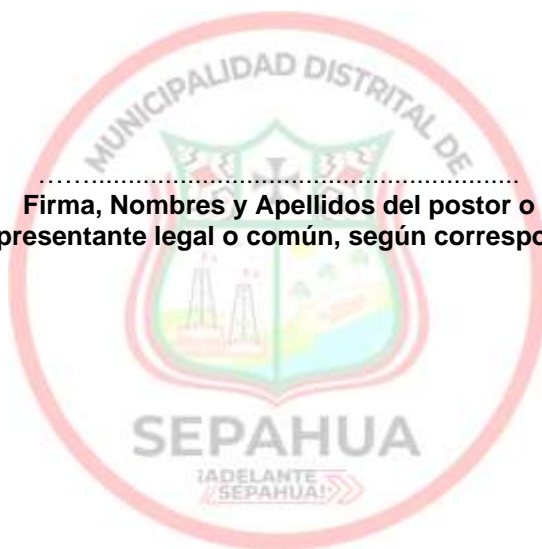 MUNICIPALIDAD DISTRITAL DE
……............................................................
Firma, Nombres y Apellidos del postor o
presentante legal o común, según correspo
SEPAHUA
¡ADELANTE
SEPAHUA!